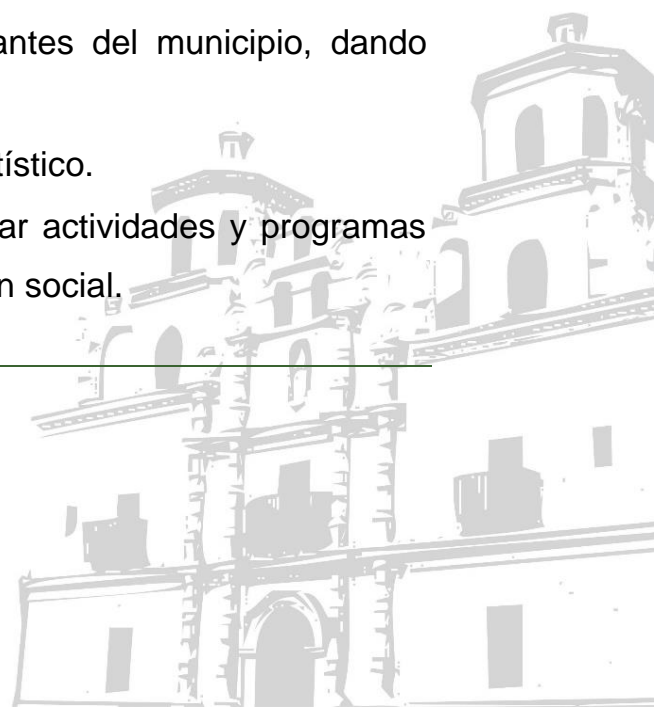 antes del municipio, dando
tístico.
ar actividades y programas
n social.